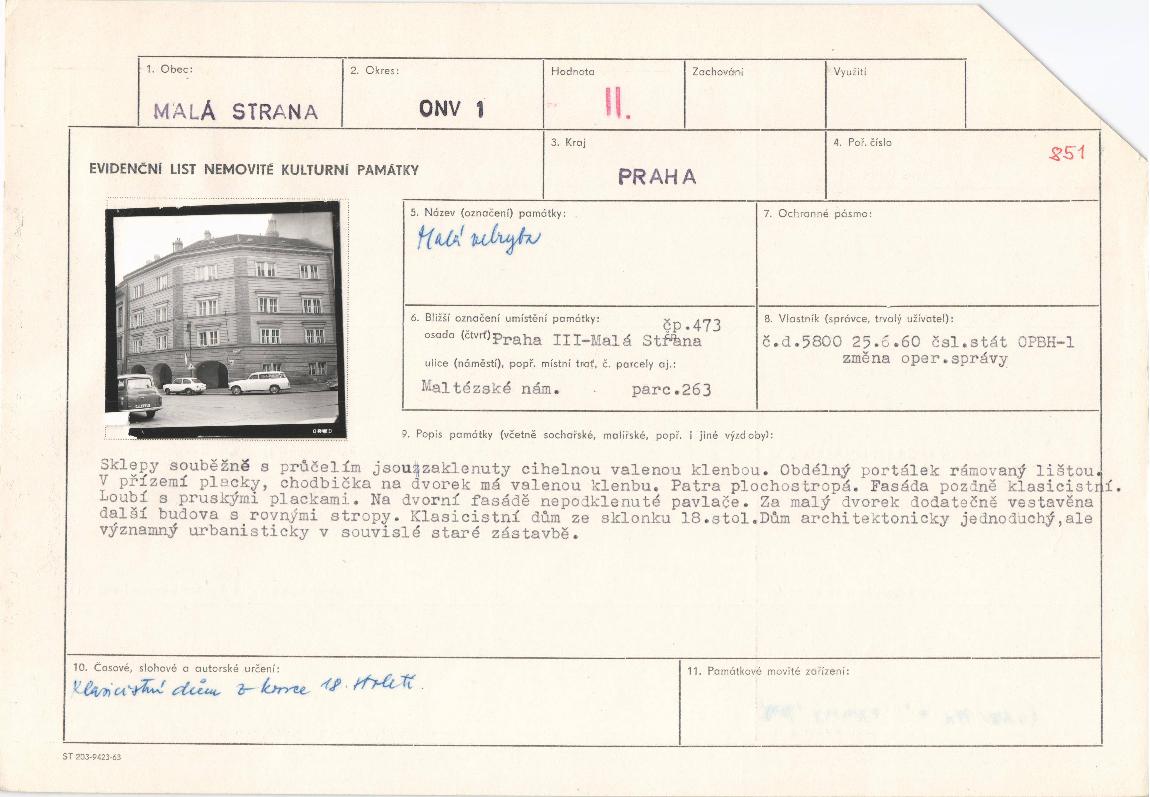 1. Obec:
MALÁ STRANA
2. Okres:
ONV 1
Hodnota
II.
Zachování
Využití
EVIDENČNÍ LIST NEMOVITÉ KULTURNÍ PAMÁTKY
3. Kraj
PRAHA
4. Poř. číslo
851
5. Název (označení) památky:
Malá velryba
7. Ochranné pásmo:
6. Bližší označení umístění památky:
čp.473
osada (čtvrť) Praha III-Malá Strana
ulice (náměstí), popř. místní trať, č. parcely aj.:
Maltézské nám. parc.263
8. Vlastník (správce, trvalý uživatel):
č.d.5800 25.6.60 čsl.stát OPBH-1
změna oper.správy
9. Popis památky (včetně sochařské, malířské, popř. i jiné výzdoby):
Sklepy souběžně s průčelím jsou zaklenuty cihelnou valenou klenbou. Obdélný portálek rámovaný lištou.
V přízemí placky, chodbička na dvorek má valenou klenbu. Patra plochostropá. Fasáda pozdně klasicistní.
Loubí s pruskými plackami. Na dvorní fasádě nepodklenuté pavlače. Za malý dvorek dodatečně vestavěna
další budova s rovnými stropy. Klasicistní dům ze sklonku 18.stol.Dům architektonicky jednoduchý,ale
významný urbanisticky v souvislé staré zástavbě.
10. Časové, slohové a autorské určení:
Klasicistní dům z konce 18. století.
11. Památkové movité zařízení:
ST 203-9423-63